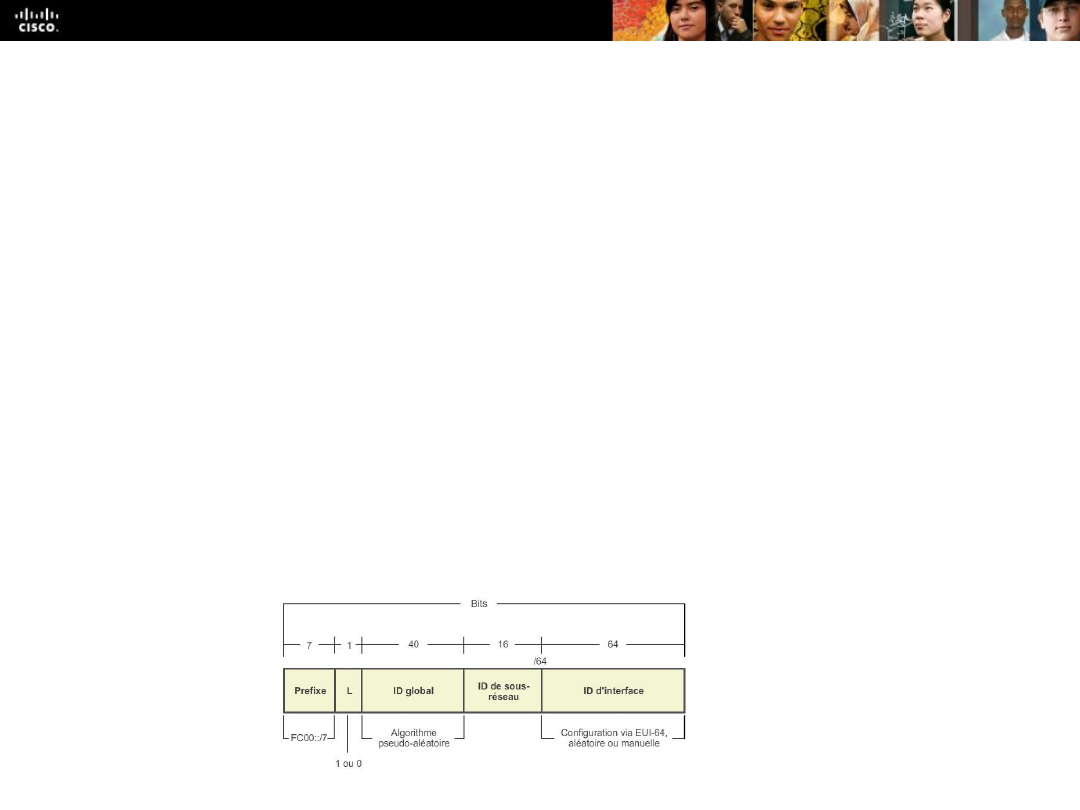 CISCO.
Bits
7 1 40 16 64
/64
Prefixe L ID global ID de sous-réseau ID d'interface
FC00::/7 Algorithme pseudo-aléatoire Configuration via EUI-64, aléatoire ou manuelle
1 ou 0